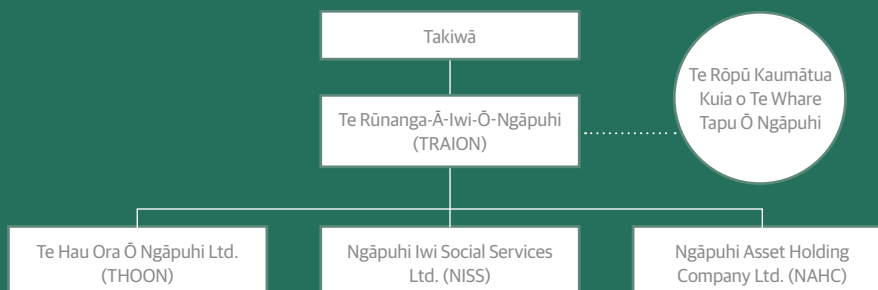 Takiwā
Te Rūnanga-Ā-Iwi-Ō-Ngāpuhi
(TRAION)
Te Rōpū Kaumātua
Kuia o Te Whare
Tapu Ō Ngāpuhi
Te Hau Ora Ō Ngāpuhi Ltd.
(THOON)
Ngāpuhi Iwi Social Services
Ltd. (NISS)
Ngāpuhi Asset Holding
Company Ltd. (NAHC)